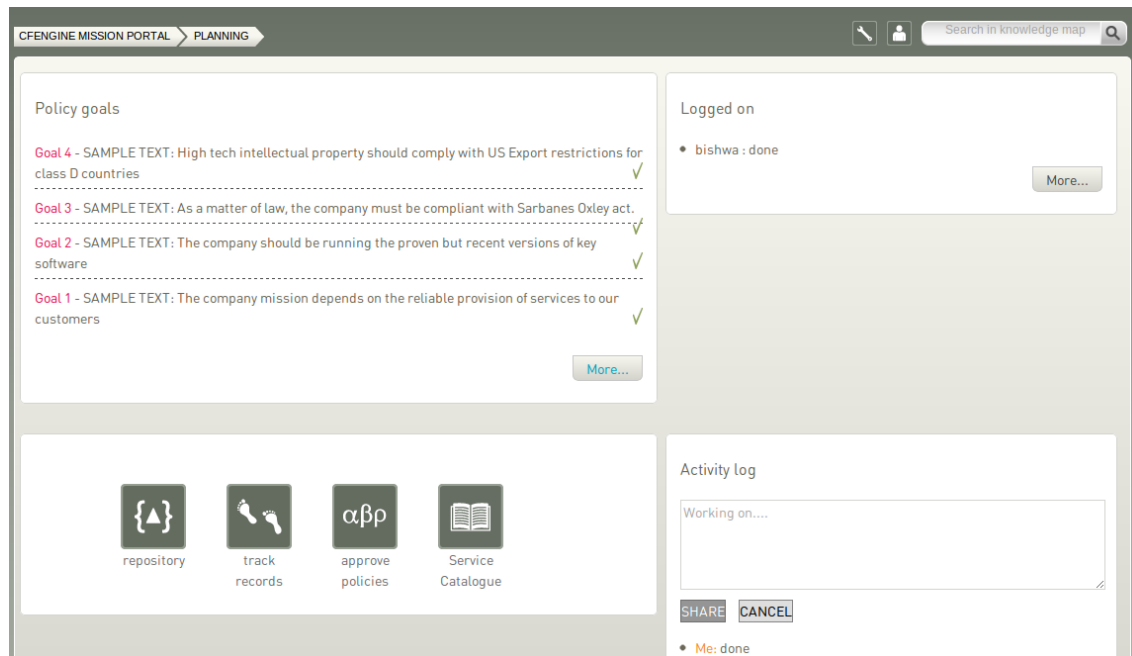 CFENGINE MISSION PORTAL PLANNING
Search in knowledge map
Policy goals
Goal 4 - SAMPLE TEXT: High tech intellectual property should comply with US Export restrictions for
class D countries
Goal 3 - SAMPLE TEXT: As a matter of law, the company must be compliant with Sarbanes Oxley act.
Goal 2 - SAMPLE TEXT: The company should be running the proven but recent versions of key
software
Goal 1 - SAMPLE TEXT: The company mission depends on the reliable provision of services to our
customers
More...
Logged on
bishwa : done
More...
{▲}
repository
track
records
αβρ
approve
policies
Service
Catalogue
Activity log
Working on....
SHARE CANCEL
Me: done